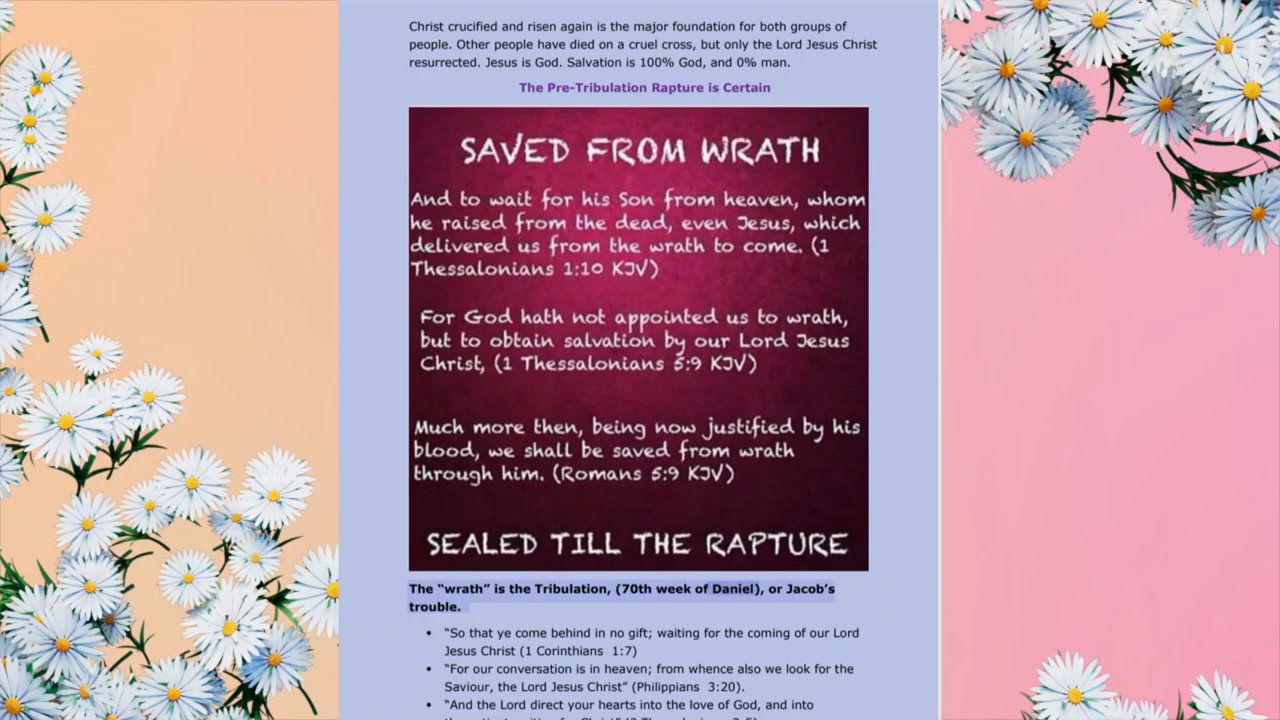 Christ crucified and risen again is the major foundation for both groups of
people. Other people have died on a cruel cross, but only the Lord Jesus Christ
resurrected. Jesus is God. Salvation is 100% God, and 0% man.
The Pre-Tribulation Rapture is Certain
SAVED FROM WRATH
And to wait for his Son from heaven, whom
he raised from the dead, even Jesus, which
delivered us from the wrath to come. (1
Thessalonians 1:10 KJV)
For God hath not appointed us to wrath,
but to obtain salvation by our Lord Jesus
Christ, (1 Thessalonians 5:9 KJV)
Much more then, being now justified by his
blood, we shall be saved from wrath
through him. (Romans 5:9 KJV)
SEALED TILL THE RAPTURE
The “wrath” is the Tribulation, (70th week of Daniel), or Jacob’s
trouble.
• “So that ye come behind in no gift; waiting for the coming of our Lord
Jesus Christ (1 Corinthians 1:7)
• “For our conversation is in heaven; from whence also we look for the
Saviour, the Lord Jesus Christ” (Philippians 3:20).
• “And the Lord direct your hearts into the love of God, and into